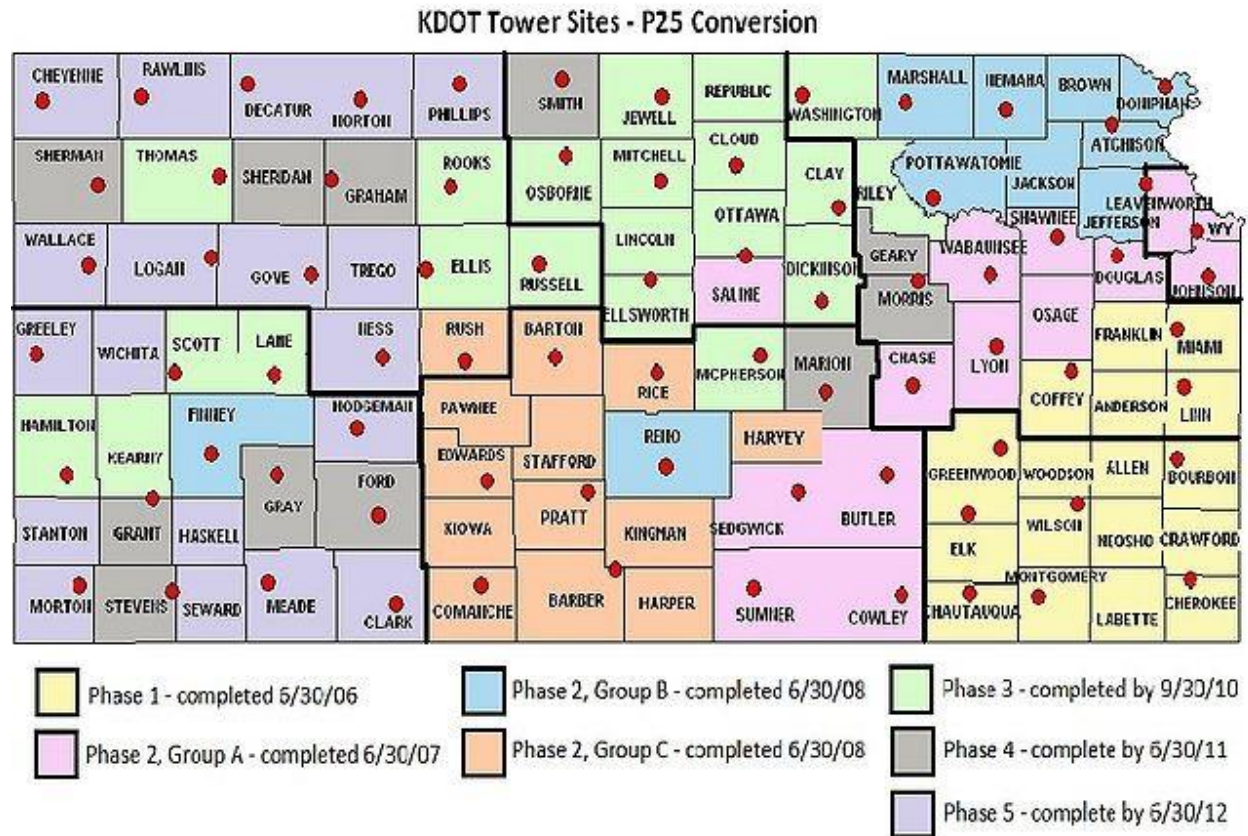 KDOT Tower Sites - P25 Conversion
CHEYENNE RAWLINS DECATUR NORTON PHILLIPS SMITH JEWELL REPUBLIC WASHINGTON MARSHALL NEMAHA BROWN DONIPHAN
SHERMAN THOMAS SHERIDAN GRAHAM ROOKS OSBORNE MITCHELL CLOUD CLAY RILEY POTTAWATOMIE JACKSON ATCHISON
LEAVENWORTH
JEFFERSON
SHAWNEE
WY
WALLACE LOGAN GOVE TREGO ELLIS RUSSELL LINCOLN OTTAWA DICKINSON GEARY WABAUNSEE DOUGLAS JOHNSON
ELLSWORTH SALINE MORRIS OSAGE
GREELEY WICHITA SCOTT LANE NESS RUSH BARTON RICE MCPHERSON MARION CHASE LYON FRANKLIN MIAMI
COFFEY ANDERSON LINN
HAMILTON KEARNY FINNEY HODGEMAN PAWNEE STAFFORD RENO HARVEY
EDWARDS
GREENWOOD WOODSON ALLEN BOURBON
GRAY FORD
STANTON GRANT HASKELL KIOWA PRATT KINGMAN SEDGWICK BUTLER ELK WILSON NEOSHO CRAWFORD
MORTON STEVENS SEWARD MEADE CLARK COMANCHE BARBER HARPER SUMNER COWLEY CHAUTAUQUA MONTGOMERY LABETTE CHEROKEE
Phase 1 - completed 6/30/06
Phase 2, Group A - completed 6/30/07
Phase 2, Group B - completed 6/30/08
Phase 2, Group C - completed 6/30/08
Phase 3 - completed by 9/30/10
Phase 4 - complete by 6/30/11
Phase 5 - complete by 6/30/12